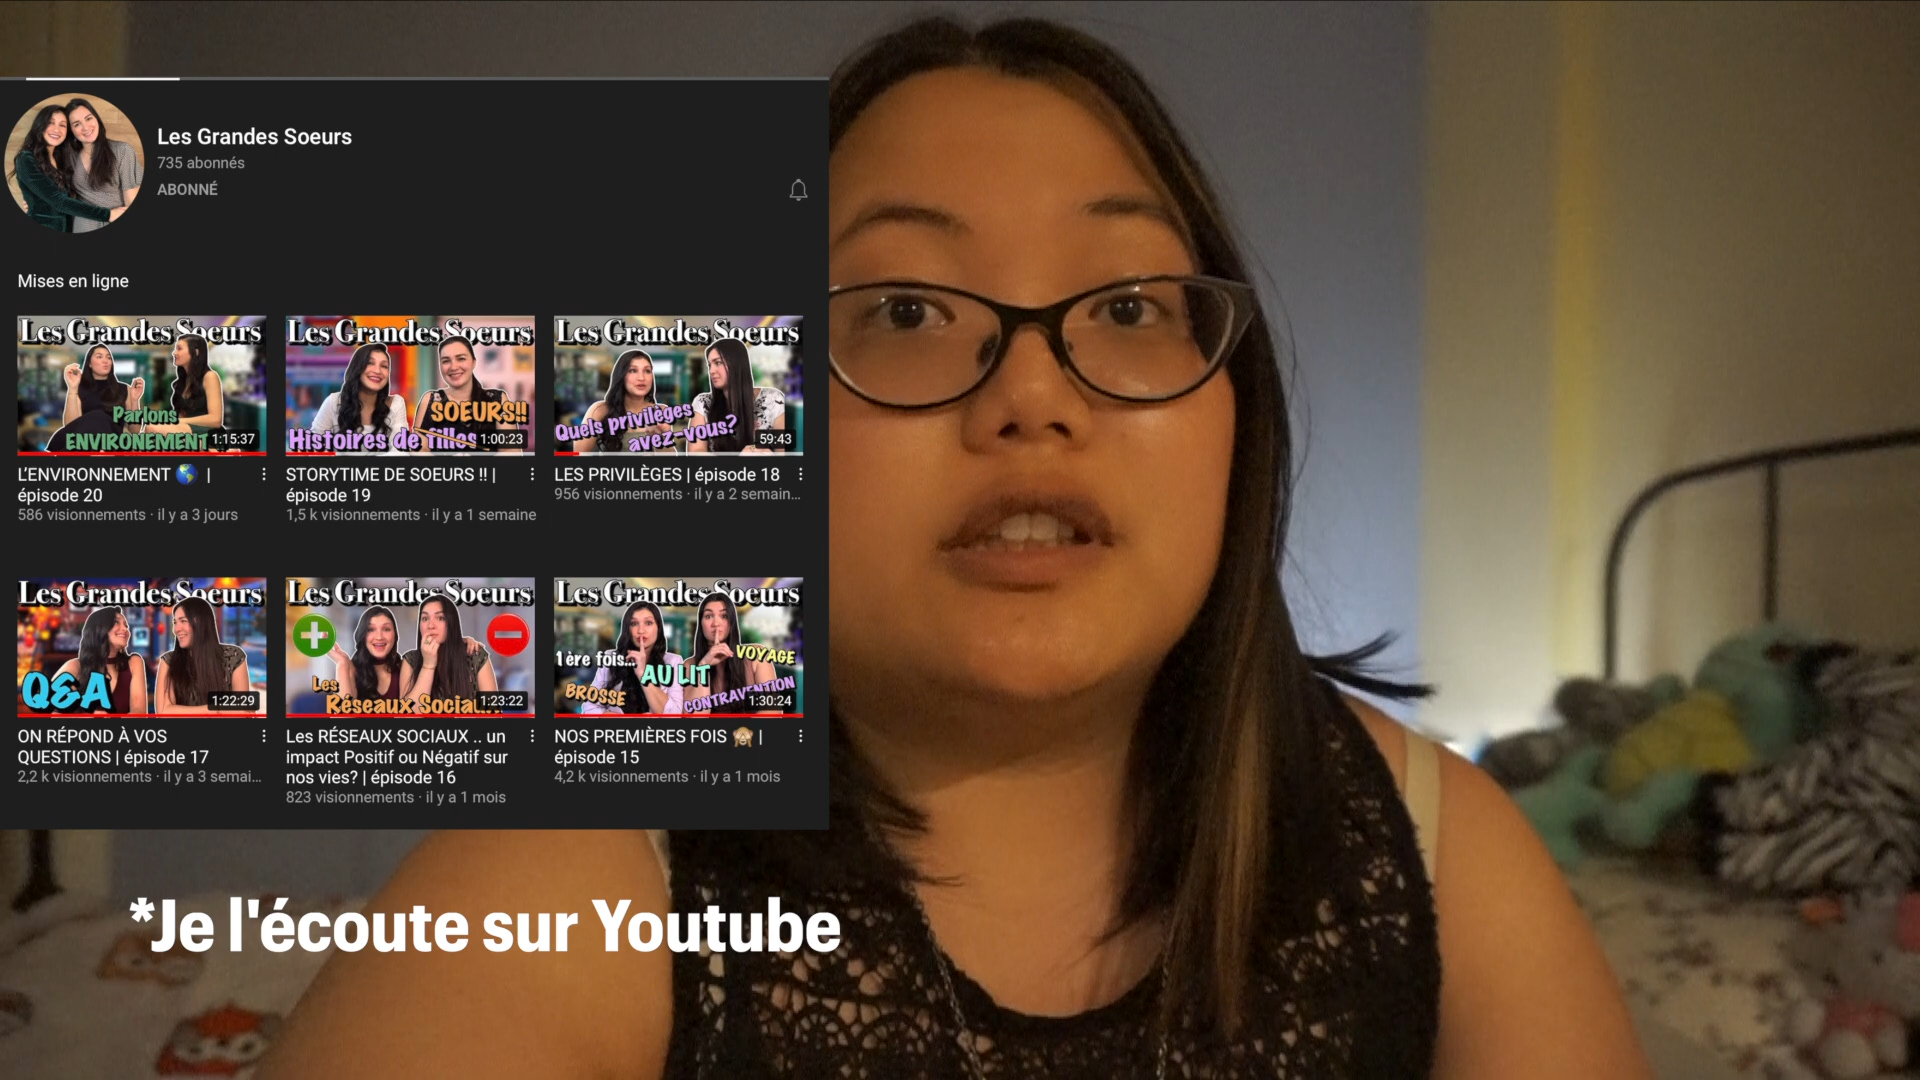 Les Grandes Soeurs
735 abonnés
ABONNÉ
Mises en ligne
Les Grandes Soeurs
Parlons
ENVIRONEMENT
1:15:37
L'ENVIRONNEMENT 🌎 |
épisode 20
586 visionnements · il y a 3 jours
Les Grandes Soeurs
SOEURS!!
Histoires de filles
1:00:23
STORYTIME DE SOEURS !! |
épisode 19
1,5 k visionnements · il y a 1 semaine
Les Grandes Soeurs
Quels privilèges
avez-vous?
59:43
LES PRIVILÈGES | épisode 18
956 visionnements · il y a 2 semain...
Les Grandes Soeurs
Q&A
1:22:29
ON RÉPOND À VOS
QUESTIONS | épisode 17
2,2 k visionnements · il y a 3 semai...
Les Grandes Soeurs
Les
Réseaux Sociau
1:23:22
Les RÉSEAUX SOCIAUX .. un
impact Positif ou Négatif sur
nos vies? | épisode 16
823 visionnements · il y a 1 mois
Les Grandes Soeurs
1ère fois...
AU LIT
VOYAGE
BROSSE
CONTRAVENTION
1:30:24
NOS PREMIÈRES FOIS 🙈 |
épisode 15
4,2 k visionnements · il y a 1 mois
*Je l'écoute sur Youtube